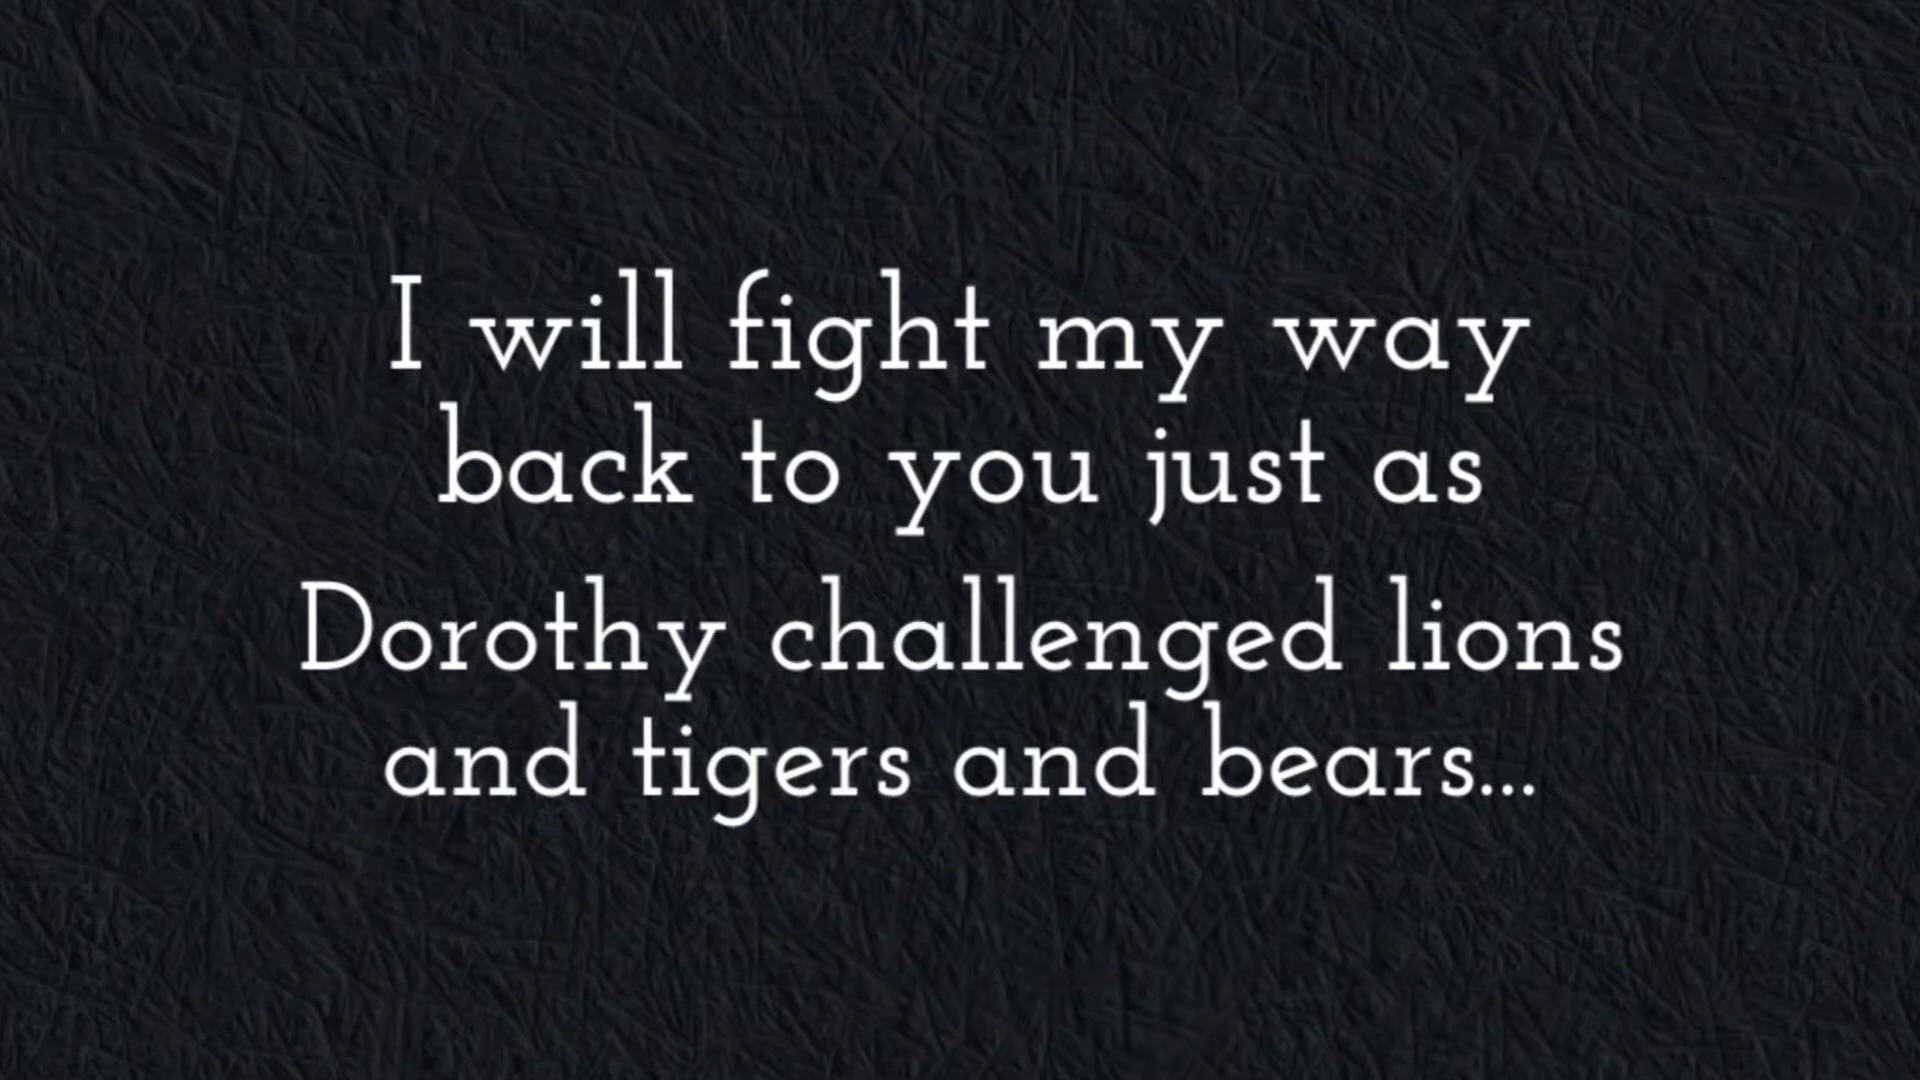 I will fight my way
back to you just as
Dorothy challenged lions
and tigers and bears...